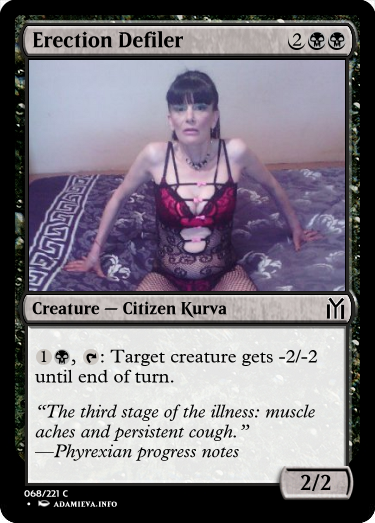 Erection Defiler 2
Creature — Citizen Kurva
1, : Target creature gets -2/-2
until end of turn.
“The third stage of the illness: muscle
aches and persistent cough.”
—Phyrexian progress notes
2/2
068/221 C
• ADAMIEVA.INFO